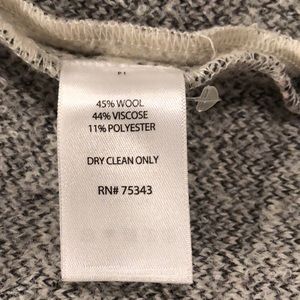 45% WOOL
44% VISCOSE
11% POLYESTER
DRY CLEAN ONLY
RN# 75343